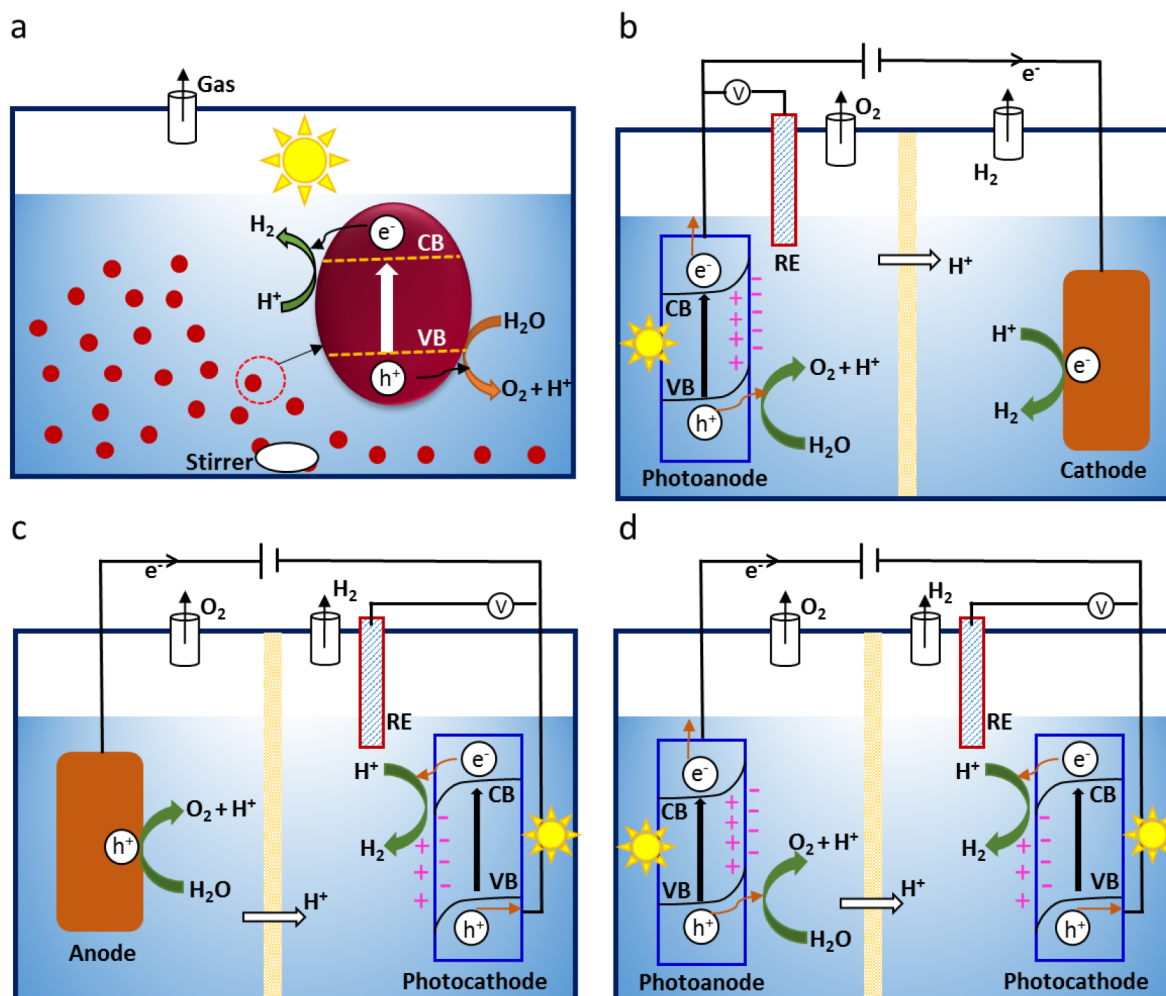 a
Gas
H2
e-
CB
H+
VB
H2O
h+
O2 + H+
Stirrer
b
e-
V
O2
H2
RE
H+
e-
CB
+ -
+ -
+ -
+ -
-
VB
h+
O2 + H+
H2O
Photoanode
H+
e-
H2
Cathode
c
e-
O2
H2
V
RE
H+
e-
CB
O2 + H+
h+
H2
-
+ -
+ -
+ -
VB
H2O
H+
h+
Anode
Photocathode
d
e-
O2
H2
V
RE
e-
CB
+ -
+ -
+ -
+ -
+ -
VB
h+
O2 + H+
H2O
Photoanode
H+
H+
e-
CB
H2
-
+ -
+ -
+ -
VB
h+
Photocathode